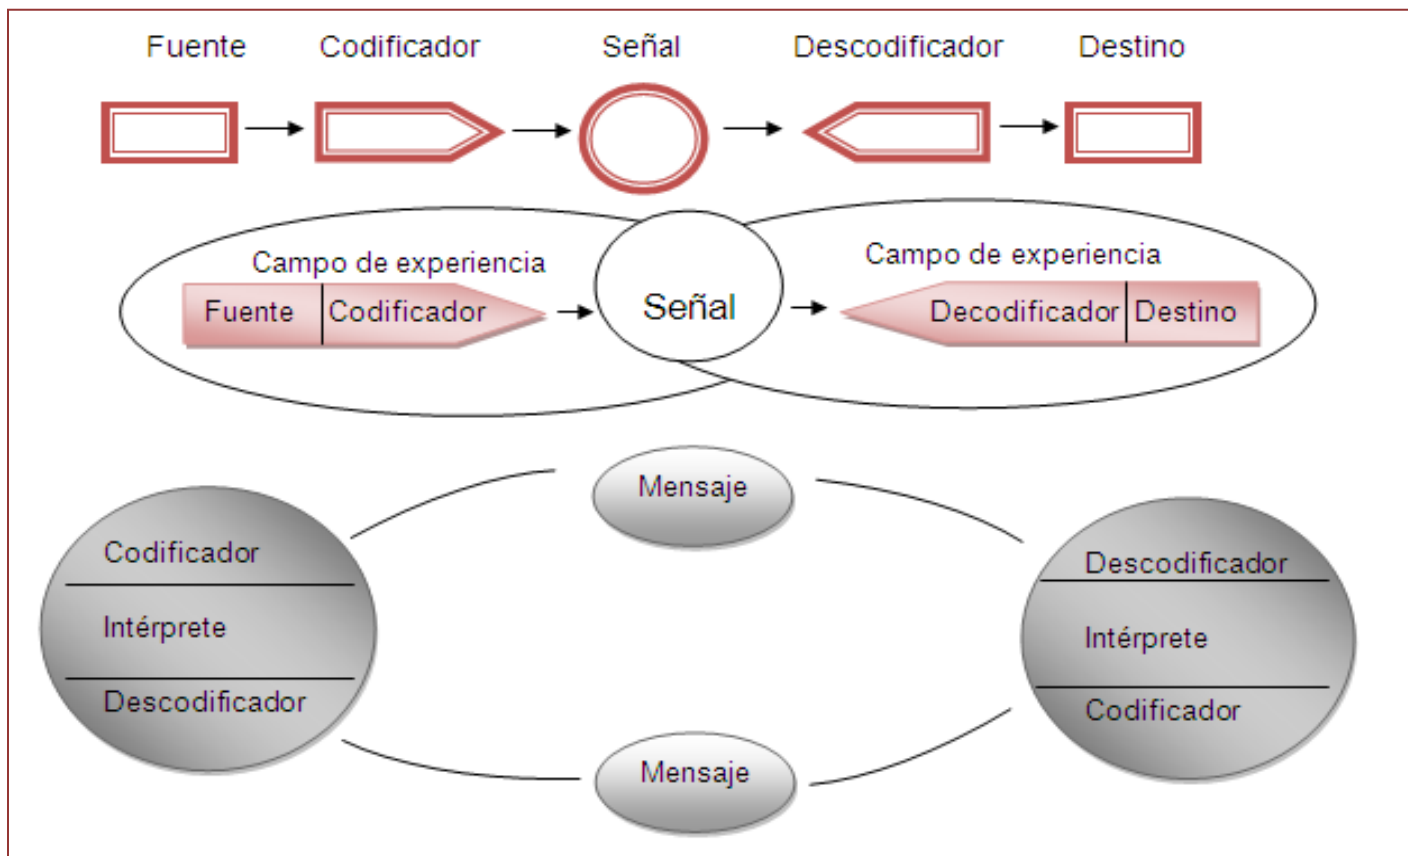 Fuente Codificador Señal Descodificador Destino
Campo de experiencia
Fuente Codificador
Señal
Campo de experiencia
Decodificador Destino
Mensaje
Codificador
Intérprete
Descodificador
Descodificador
Intérprete
Codificador
Mensaje